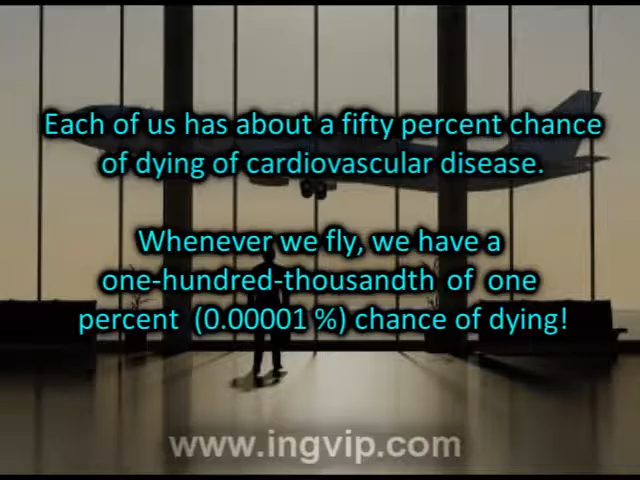 Each of us has about a fifty percent chance
of dying of cardiovascular disease.
Whenever we fly, we have a
one-hundred-thousandth of one
percent (0.00001 %) chance of dying!
www.ingvip.com